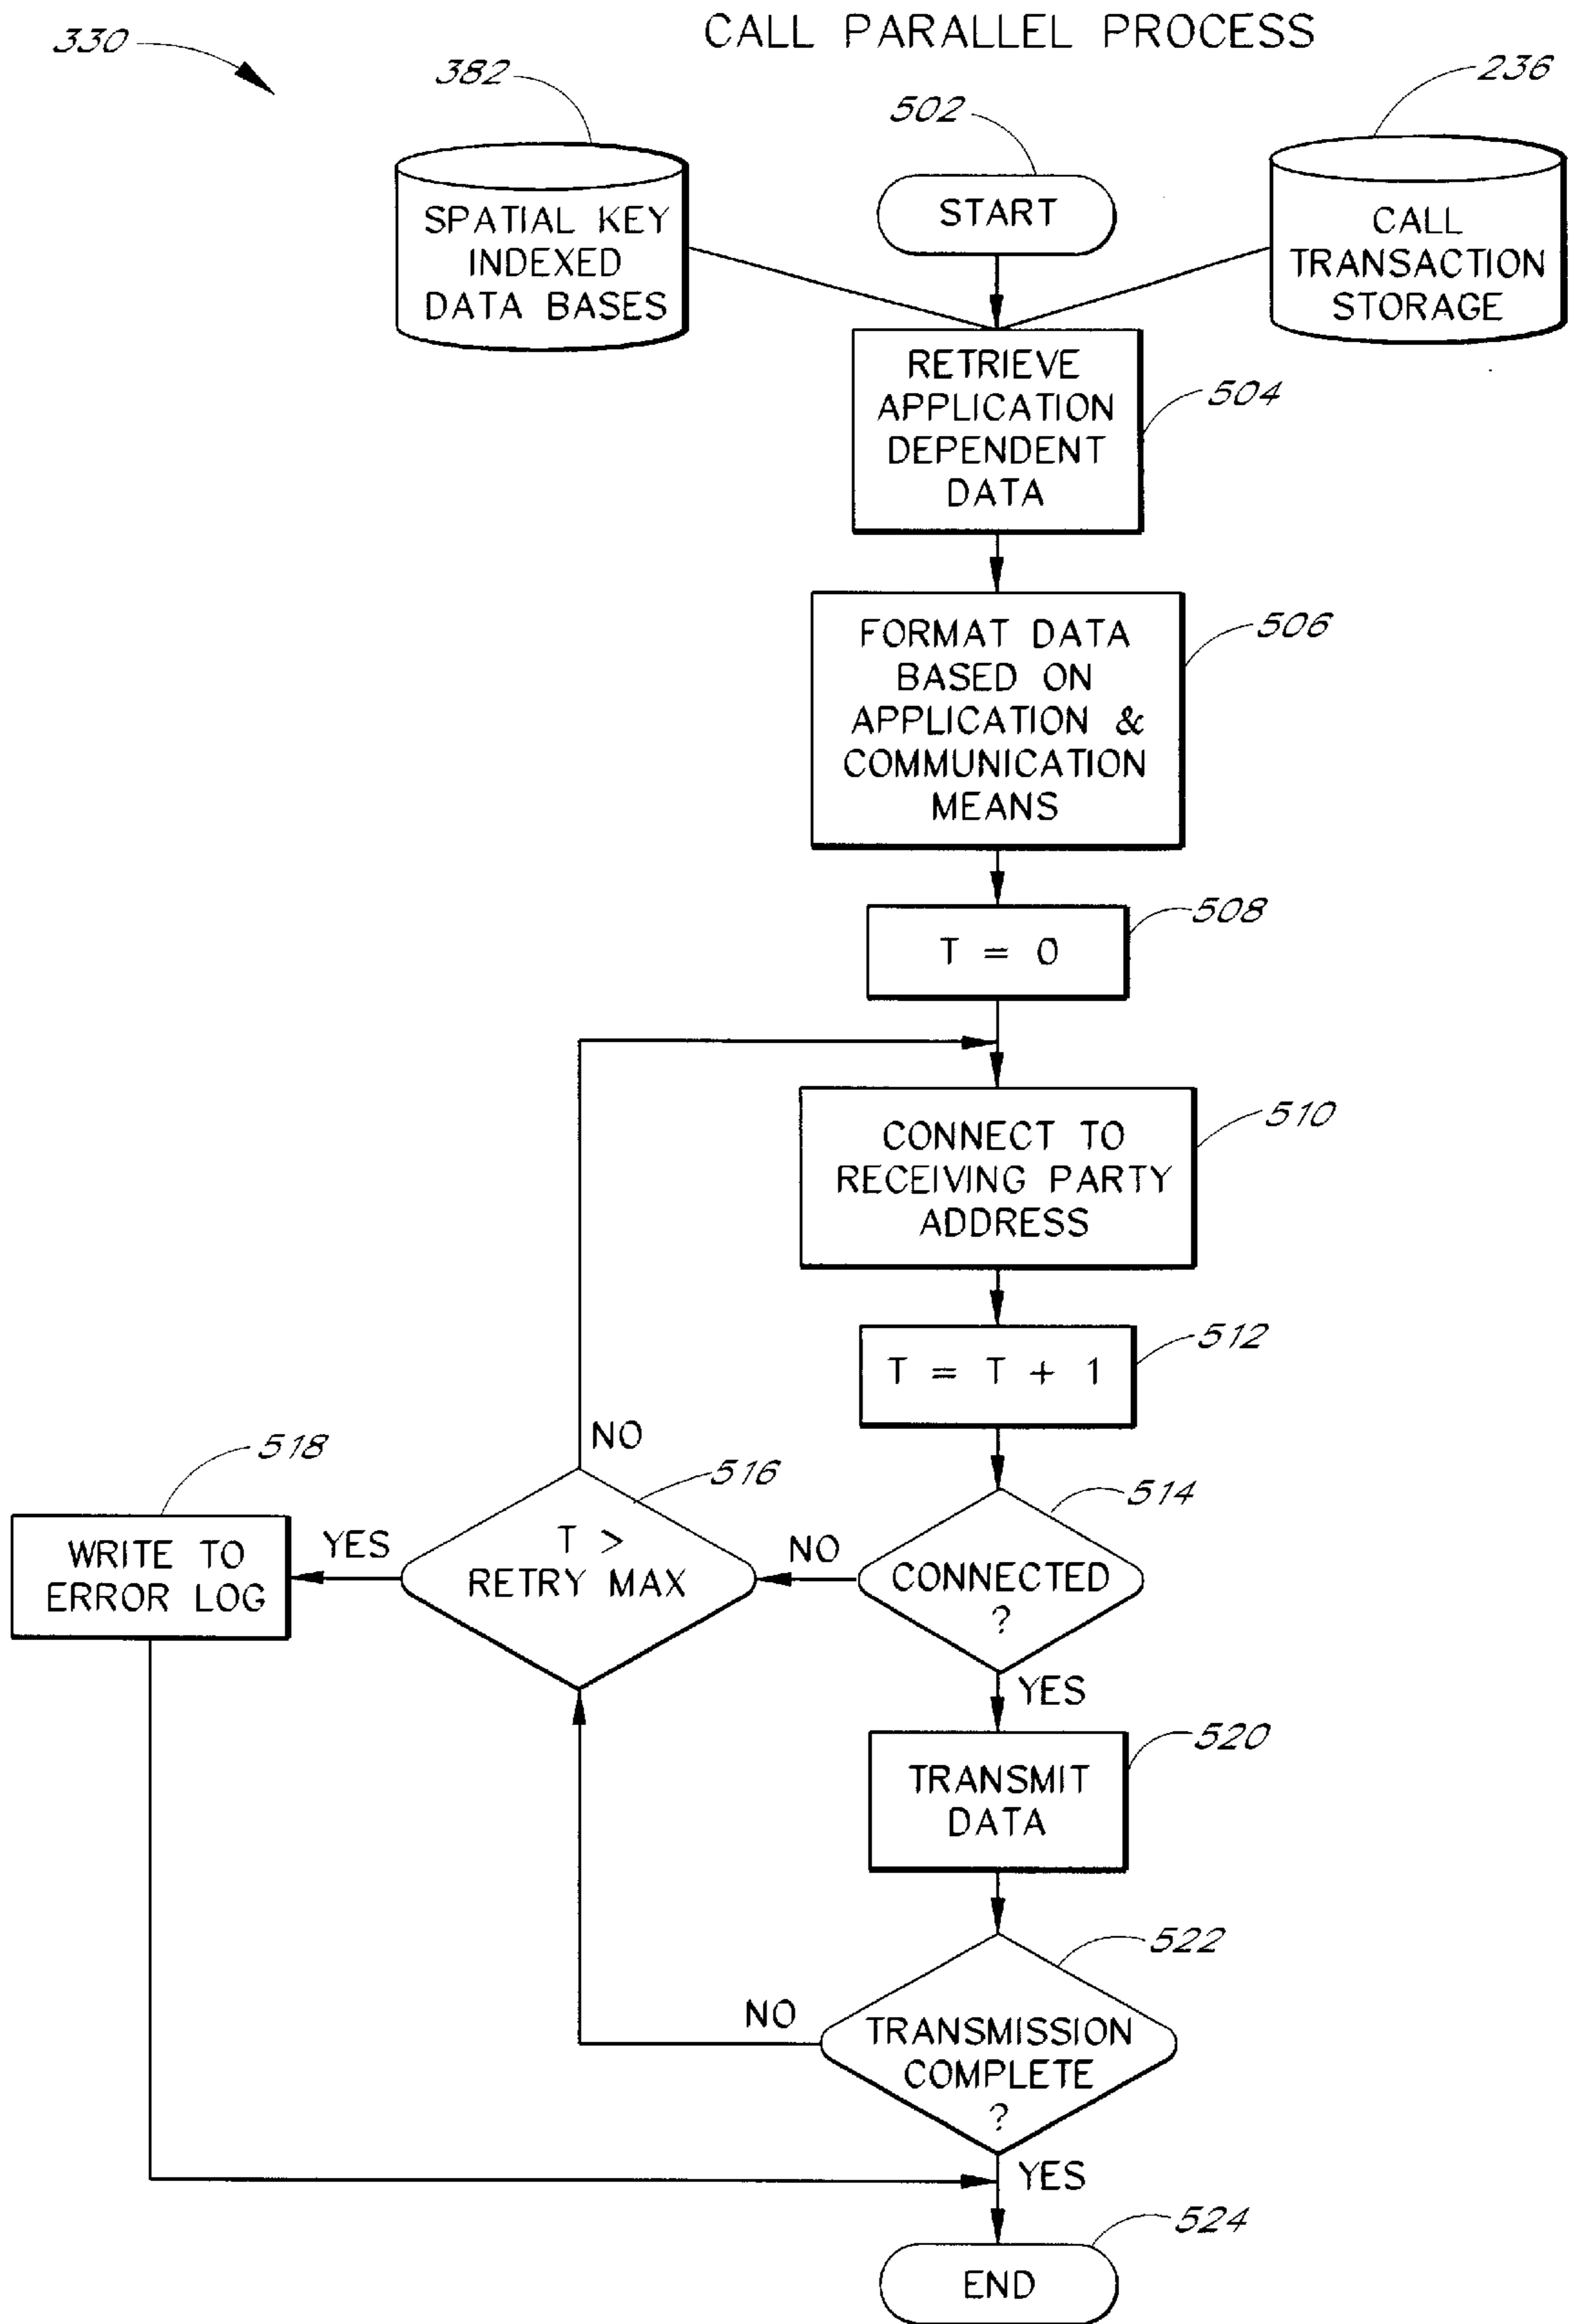 CALL PARALLEL PROCESS
330
382
502
236
SPATIAL KEY
INDEXED
DATA BASES
START
CALL
TRANSACTION
STORAGE
RETRIEVE
APPLICATION
DEPENDENT
DATA
504
FORMAT DATA
BASED ON
APPLICATION &
COMMUNICATION
MEANS
506
T = 0
508
CONNECT TO
RECEIVING PARTY
ADDRESS
510
T = T + 1
512
NO
518
516
514
WRITE TO
ERROR LOG
YES
T >
RETRY MAX
NO
CONNECTED
?
YES
TRANSMIT
DATA
520
522
NO
TRANSMISSION
COMPLETE
?
YES
524
END